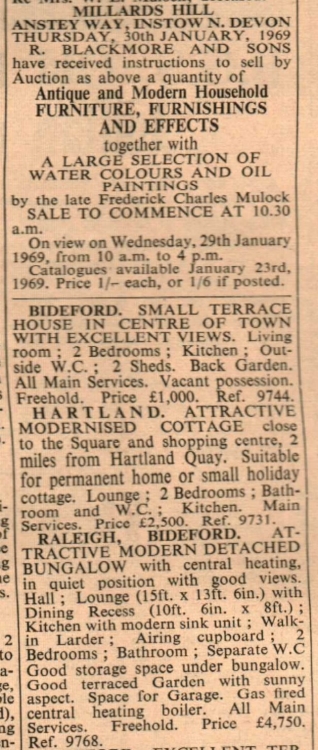 Re Mrs. W.
MILLARDS HILL
ANSTEY WAY, INSTOW N. DEVON
THURSDAY, 30th JANUARY, 1969
R. BLACKMORE AND SONS
have received instructions to sell by
Auction as above a quantity of
Antique and Modern Household
FURNITURE, FURNISHINGS
AND EFFECTS
together with
A LARGE SELECTION OF
WATER COLOURS AND OIL
PAINTINGS
by the late Frederick Charles Mulock
SALE TO COMMENCE AT 10.30
a.m.
On view on Wednesday, 29th January
1969, from 10 a.m. to 4 p.m.
Catalogues available January 23rd,
1969. Price 1/– each, or 1/6 if posted.
BIDEFORD. SMALL TERRACE
HOUSE IN CENTRE OF TOWN
WITH EXCELLENT VIEWS. Living
room ; 2 Bedrooms ; Kitchen ; Out-
side W.C. ; 2 Sheds. Back Garden.
All Main Services. Vacant possession.
Freehold. Price £1,000. Ref. 9744.
HARTLAND. ATTRACTIVE
MODERNISED COTTAGE close
to the Square and shopping centre, 2
miles from Hartland Quay. Suitable
for permanent home or small holiday
cottage. Lounge ; 2 Bedrooms ; Bath-
room and W.C. ; Kitchen. Main
Services. Price £2,500. Ref. 9731.
RALEIGH, BIDEFORD. AT-
TRACTIVE MODERN DETACHED
BUNGALOW with central heating,
in quiet position with good views.
Hall ; Lounge (15ft. x 13ft. 6in.) with
Dining Recess (10ft. 6in. x 8ft.) ;
Kitchen with modern sink unit ; Walk-
in Larder ; Airing cupboard ; 2
Bedrooms ; Bathroom ; Separate W.C
Good storage space under bungalow.
Good terraced Garden with sunny
aspect. Space for Garage. Gas fired
central heating boiler. All Main
Services. Freehold. Price £4,750.
Ref. 9768.